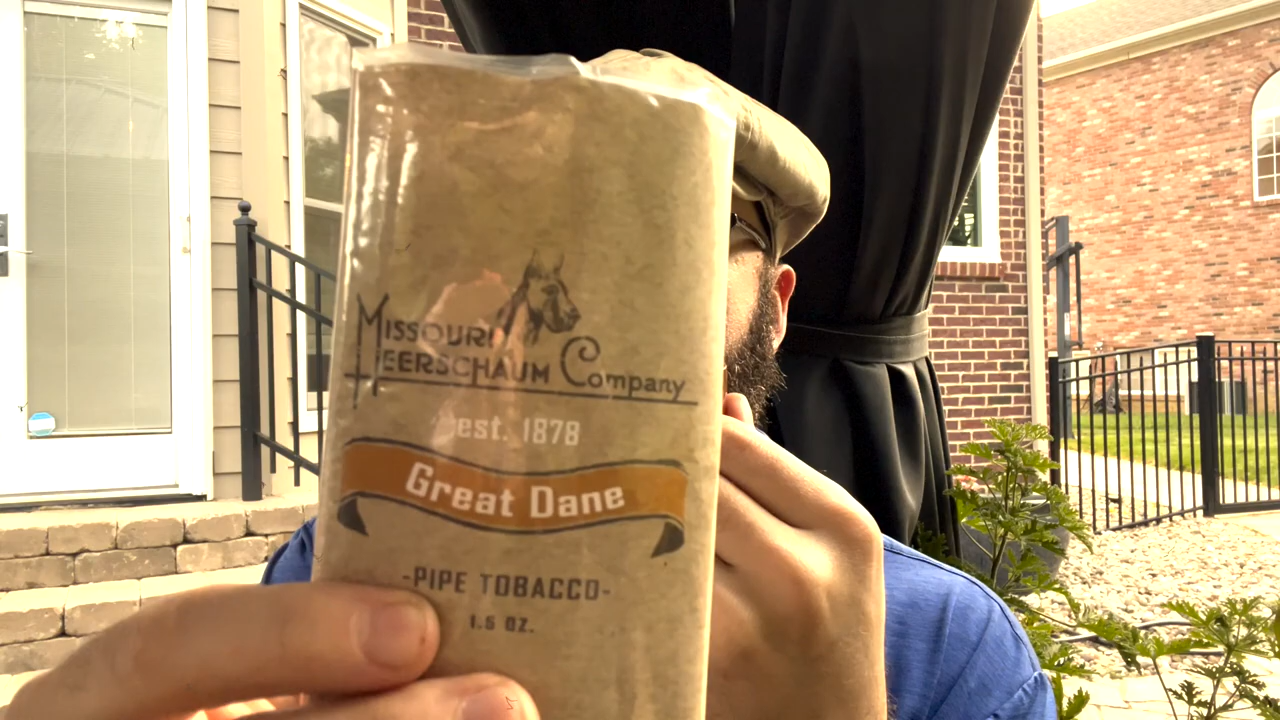 MISSOURI
MEERSCHAUM Company
est. 1878
Great Dane
-PIPE TOBACCO-
1.5 OZ.